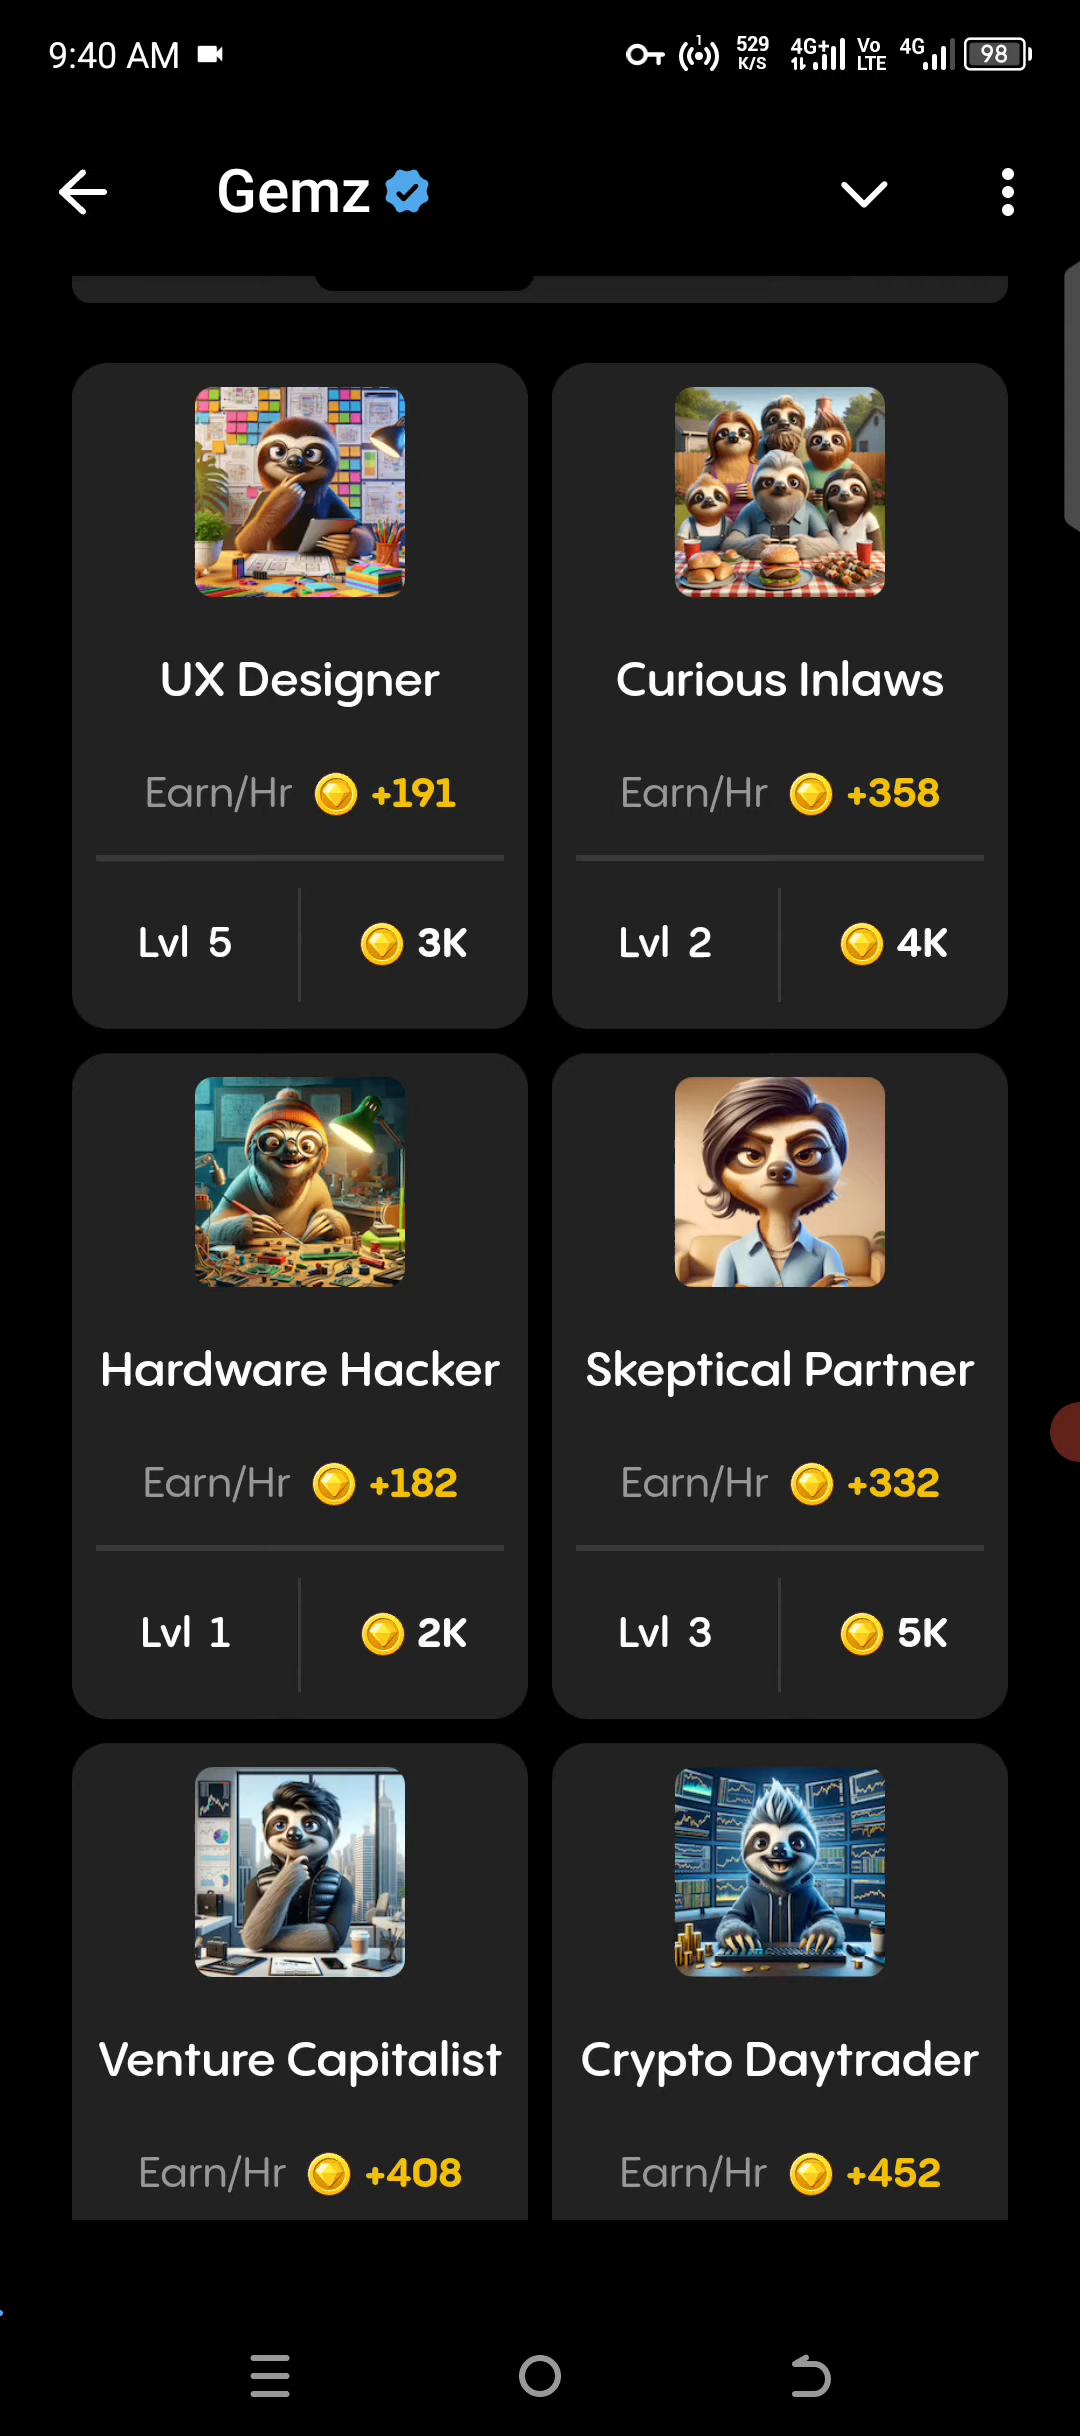 9:40 AM
1
529
K/S
4G+
Vo
LTE
4G
98
Gemz
UX Designer
Curious Inlaws
Earn/Hr +191
Earn/Hr +358
Lvl 5
3K
Lvl 2
4K
Hardware Hacker
Skeptical Partner
Earn/Hr +182
Earn/Hr +332
Lvl 1
2K
Lvl 3
5K
Venture Capitalist
Crypto Daytrader
Earn/Hr +408
Earn/Hr +452